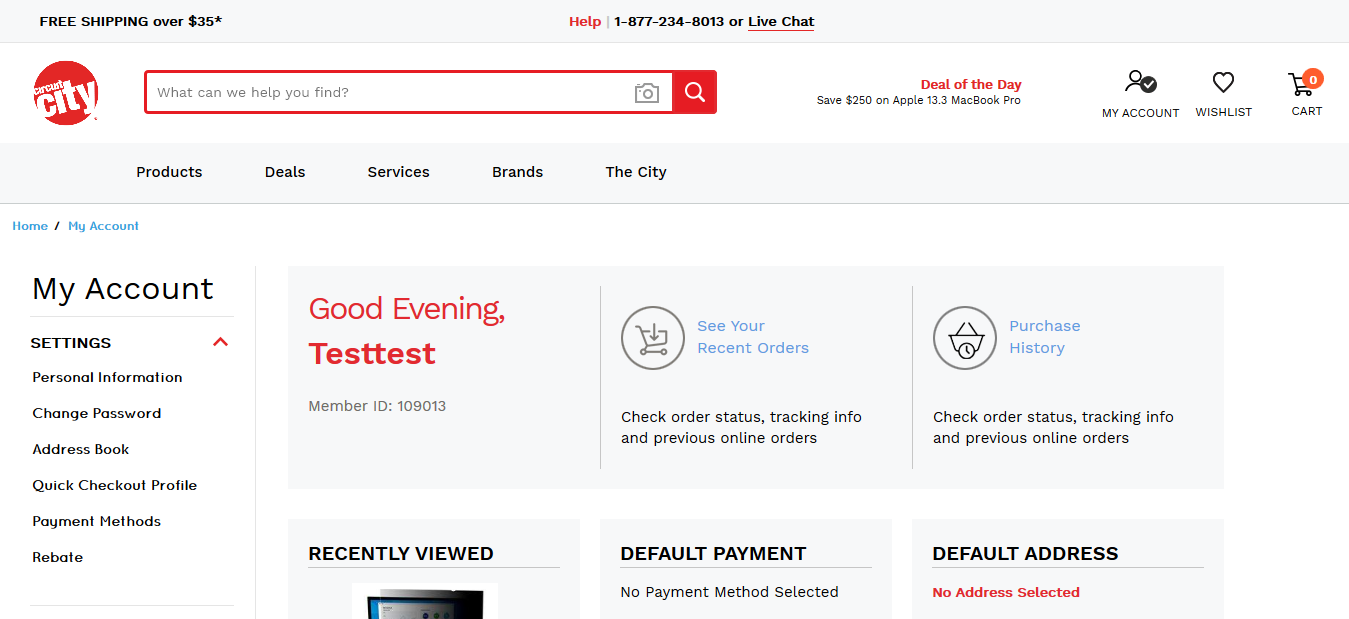 FREE SHIPPING over $35*
Help | 1-877-234-8013 or Live Chat
circuit
city
What can we help you find?
Deal of the Day
Save $250 on Apple 13.3 MacBook Pro
MY ACCOUNT
WISHLIST
0
CART
Products
Deals
Services
Brands
The City
Home / My Account
My Account
SETTINGS
Personal Information
Change Password
Address Book
Quick Checkout Profile
Payment Methods
Rebate
Good Evening,
Testtest
Member ID: 109013
See Your
Recent Orders
Check order status, tracking info
and previous online orders
Purchase
History
Check order status, tracking info
and previous online orders
RECENTLY VIEWED
DEFAULT PAYMENT
No Payment Method Selected
DEFAULT ADDRESS
No Address Selected